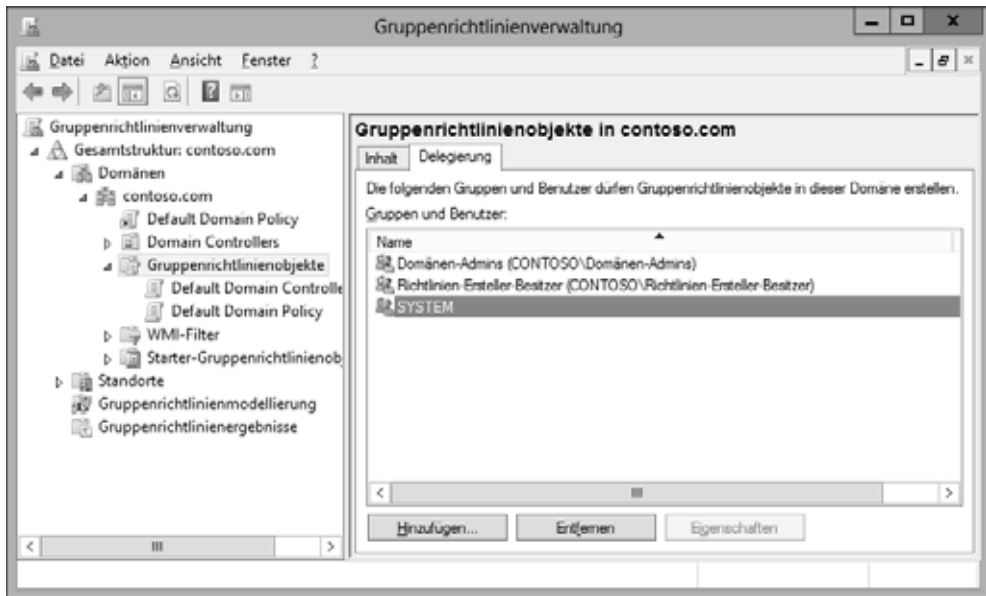 Gruppenrichtlinienverwaltung
Datei Aktion Ansicht Fenster ?
Gruppenrichtlinienverwaltung
Gesamtstruktur: contoso.com
Domänen
contoso.com
Default Domain Policy
Domain Controllers
Gruppenrichtlinienobjekte
Default Domain Controlle
Default Domain Policy
WMI-Filter
Starter-Gruppenrichtlinienob
Standorte
Gruppenrichtlinienmodellierung
Gruppenrichtlinienergebnisse
Gruppenrichtlinienobjekte in contoso.com
Inhalt Delegierung
Die folgenden Gruppen und Benutzer dürfen Gruppenrichtlinienobjekte in dieser Domäne erstellen.
Gruppen und Benutzer:
Name
Domänen-Admins (CONTOSO\Domänen-Admins)
Richtlinien-Ersteller-Besitzer (CONTOSO\Richtlinien-Ersteller-Besitzer)
SYSTEM
Hinzufügen... Entfernen Eigenschaften